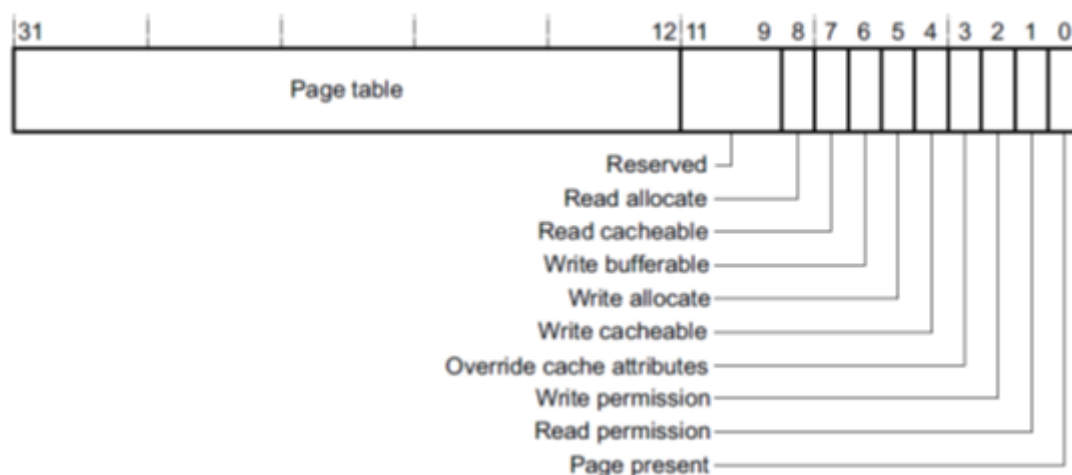 31 12 11 9 8 7 6 5 4 3 2 1 0
Page table
Reserved
Read allocate
Read cacheable
Write bufferable
Write allocate
Write cacheable
Override cache attributes
Write permission
Read permission
Page present